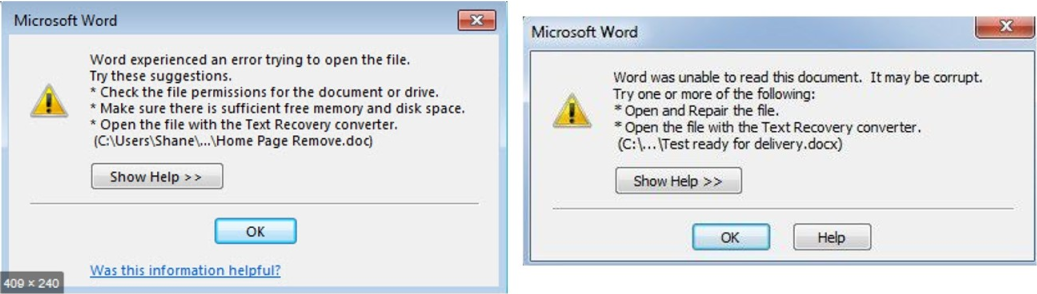 Microsoft Word
Word experienced an error trying to open the file.
Try these suggestions.
* Check the file permissions for the document or drive.
* Make sure there is sufficient free memory and disk space.
* Open the file with the Text Recovery converter.
(C:\Users\Shane\...\Home Page Remove.doc)
Show Help >>
OK
Was this information helpful?
409 × 240
Microsoft Word
Word was unable to read this document.  It may be corrupt.
Try one or more of the following:
* Open and Repair the file.
* Open the file with the Text Recovery converter.
(C:\...\Test ready for delivery.docx)
Show Help >>
OK
Help